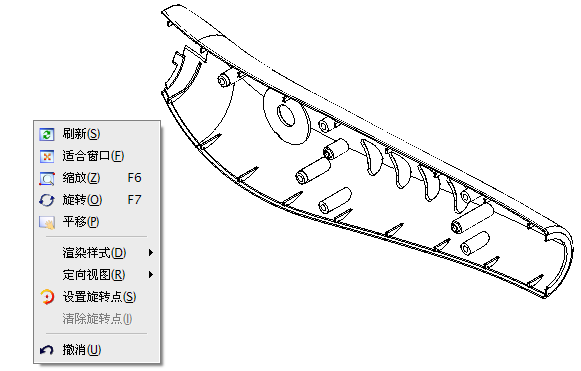 刷新(S)
适合窗口(F)
缩放(Z) F6
旋转(O) F7
平移(P)
渲染样式(D)
定向视图(R)
设置旋转点(S)
清除旋转点(I)
撤消(U)